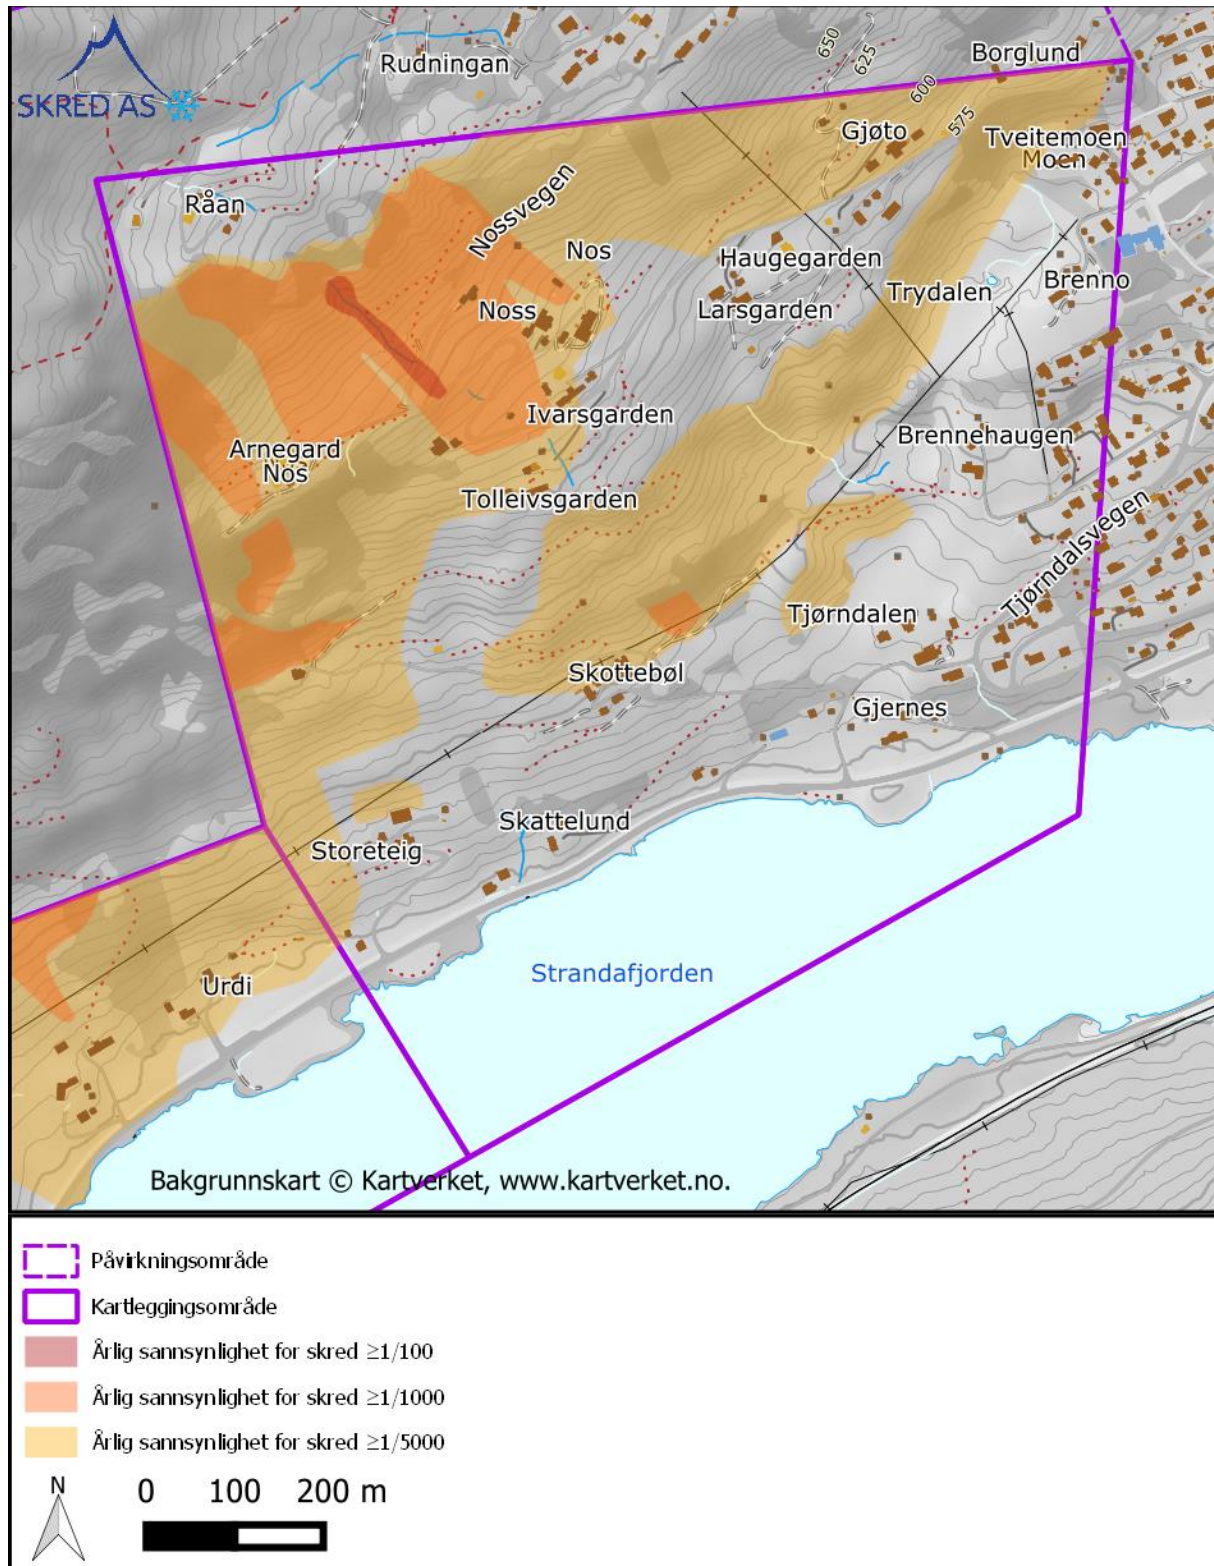 Borglund
650
625
Rudningan
SKRED AS
600
575
Gjøto
Tveitemoen
Moen
Råan
Nossvegen
Nos
Haugegarden
Brenno
Trydalen
Noss
Larsgarden
Ivarsgarden
Brennehaugen
Arnegard
Nos
Tolleivsgarden
Tjørndalsvegen
Tjørndalen
Skottebøl
Gjernes
Skattelund
Storeteig
Strandafjorden
Urdi
Bakgrunnskart © Kartverket, www.kartverket.no.
Påvirkningsområde
Kartleggingsområde
Årlig sannsynlighet for skred ≥1/100
Årlig sannsynlighet for skred ≥1/1000
Årlig sannsynlighet for skred ≥1/5000
N
0 100 200 m